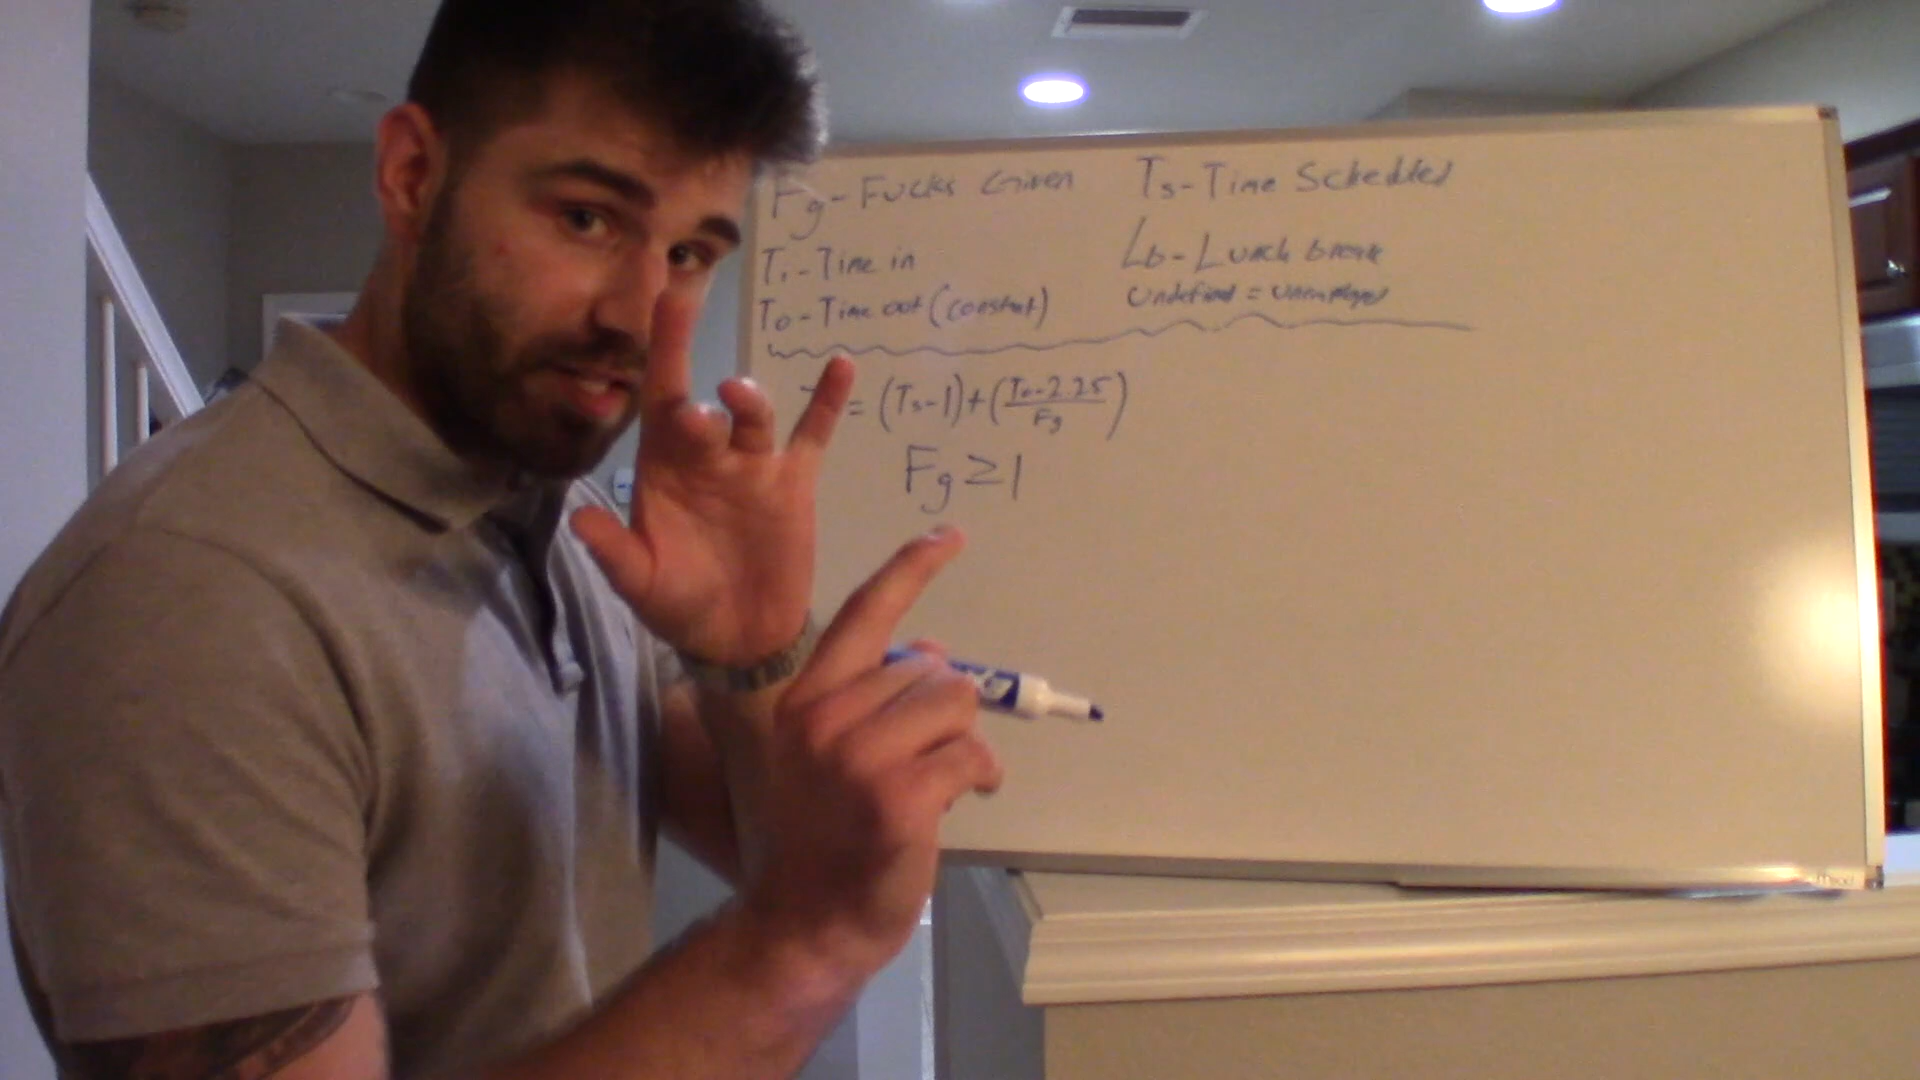 Fg - Fucks Given
Ts - Time Scheduled
Ti - Time in
Lb - Lunch break
To - Time out (constant)
Undefined = Unemployed
= (Ts-1)+(To-2.25/Fg)
Fg ≥ 1